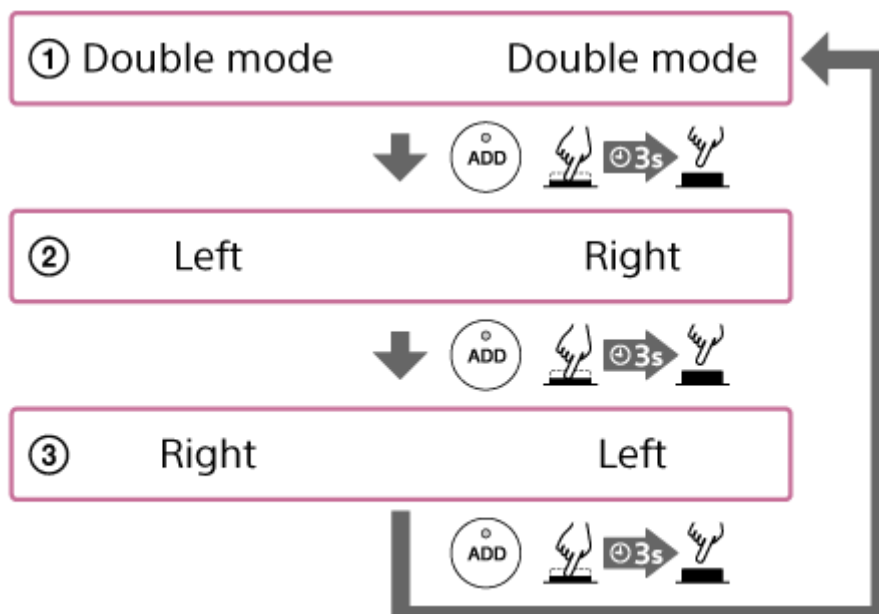 ① Double mode Double mode
ADD 3s
② Left Right
ADD 3s
③ Right Left
ADD 3s